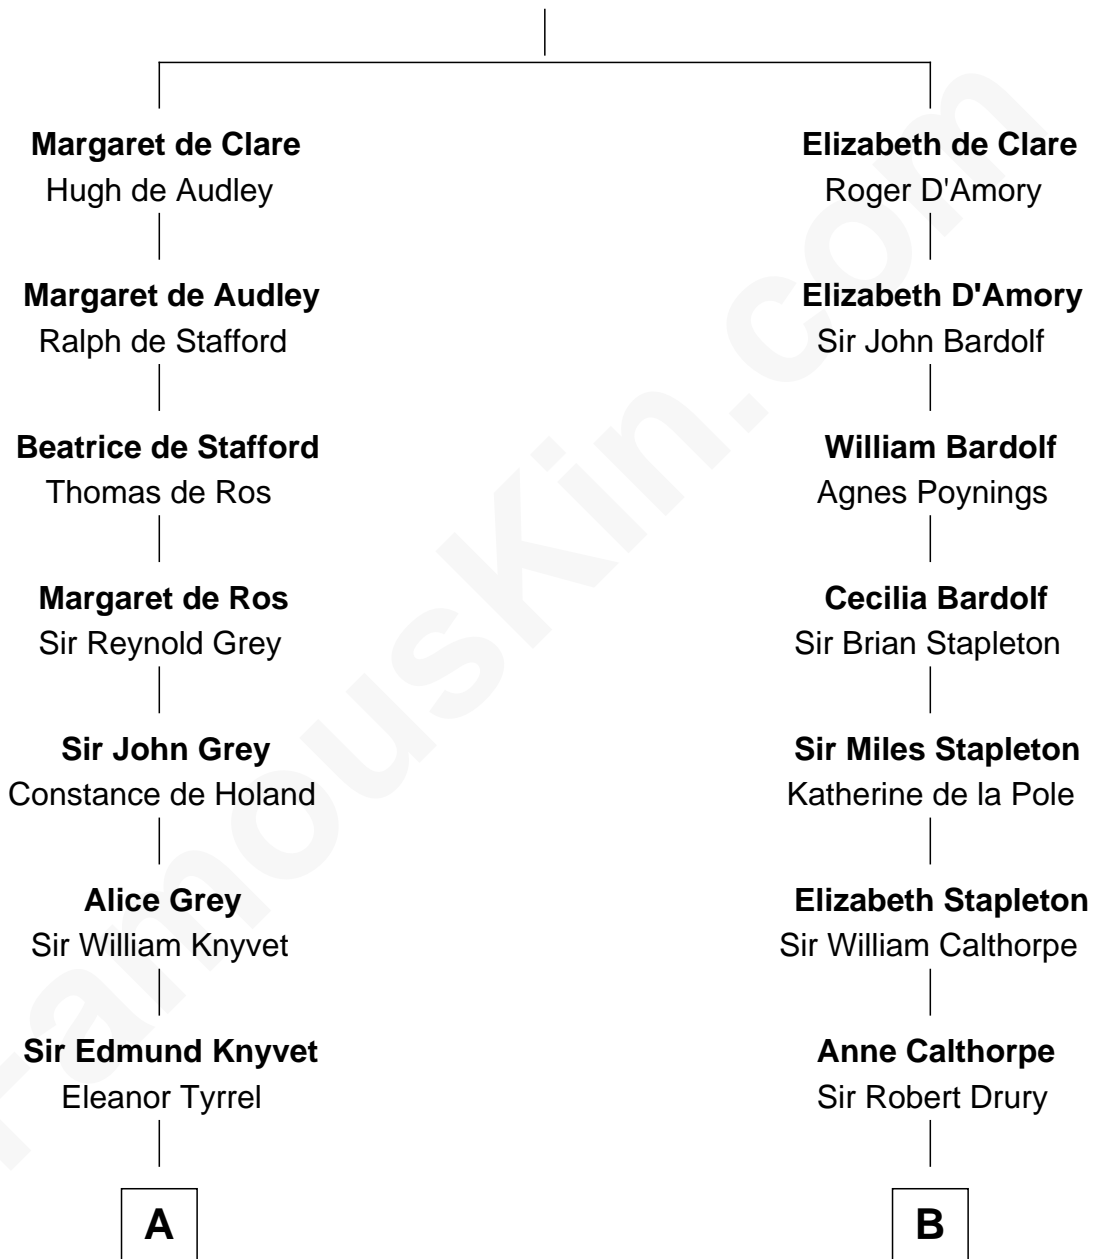 Margaret de Clare
Hugh de Audley
Margaret de Audley
Ralph de Stafford
Beatrice de Stafford
Thomas de Ros
Margaret de Ros
Sir Reynold Grey
Sir John Grey
Constance de Holand
Alice Grey
Sir William Knyvet
Sir Edmund Knyvet
Eleanor Tyrrel
A
Elizabeth de Clare
Roger D'Amory
Elizabeth D'Amory
Sir John Bardolf
William Bardolf
Agnes Poynings
Cecilia Bardolf
Sir Brian Stapleton
Sir Miles Stapleton
Katherine de la Pole
Elizabeth Stapleton
Sir William Calthorpe
Anne Calthorpe
Sir Robert Drury
B
FamousKin.com